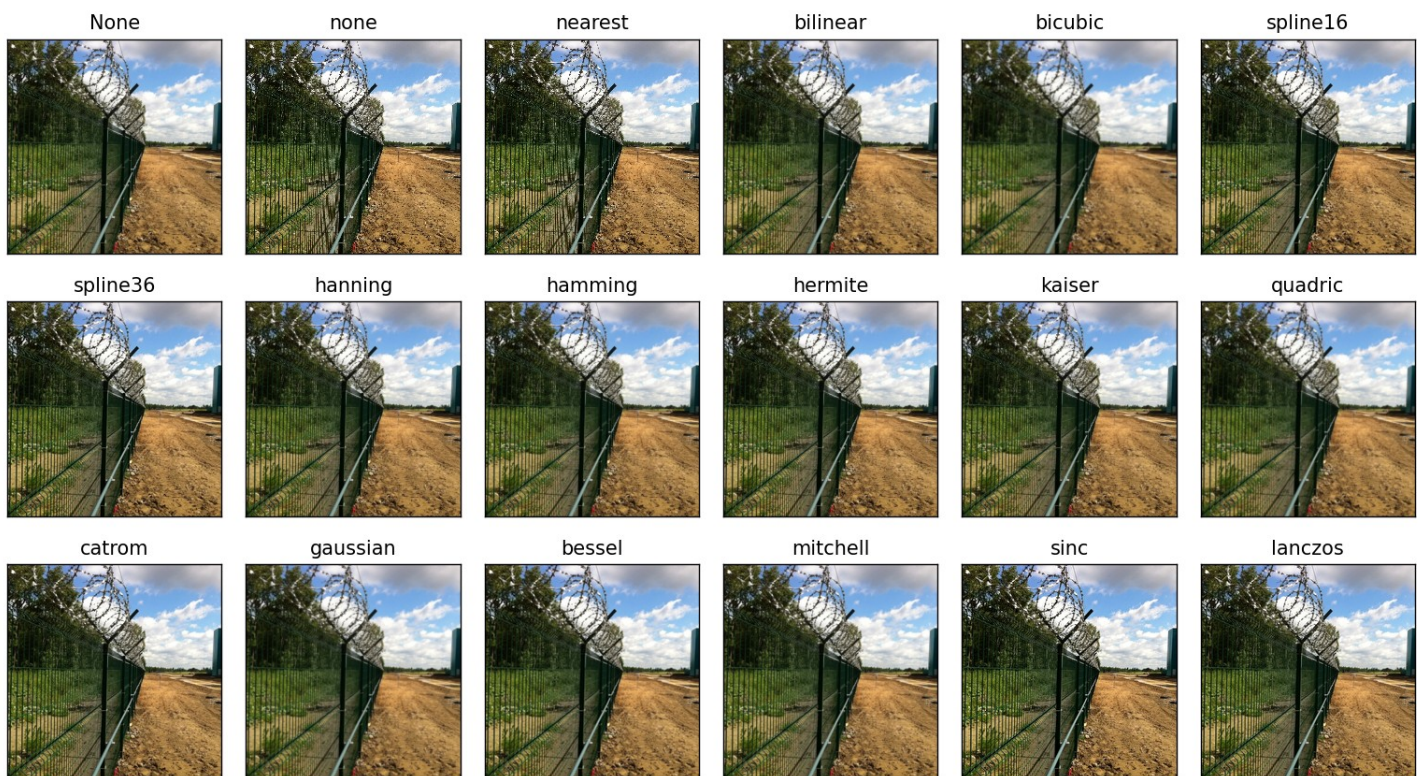 None none nearest bilinear bicubic spline16
spline36 hanning hamming hermite kaiser quadric
catrom gaussian bessel mitchell sinc lanczos